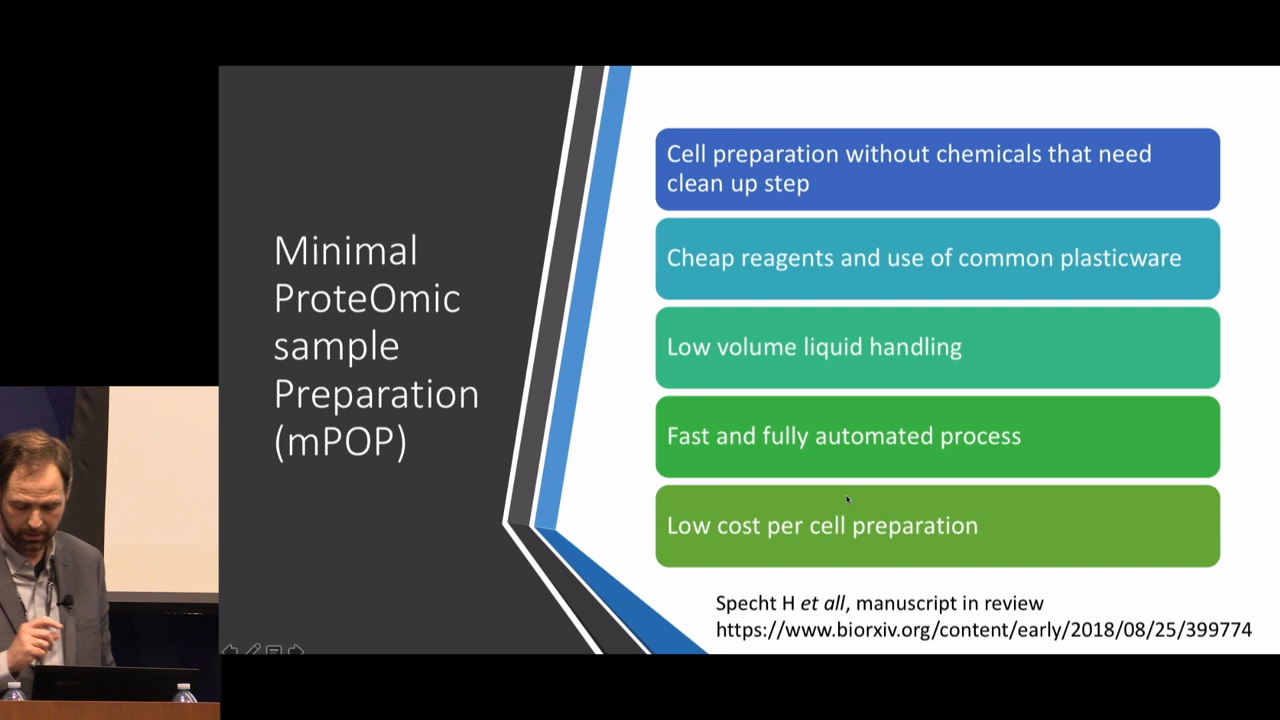 Minimal
ProteOmic
sample
Preparation
(mPOP)
Cell preparation without chemicals that need
clean up step
Cheap reagents and use of common plasticware
Low volume liquid handling
Fast and fully automated process
Low cost per cell preparation
Specht H et all, manuscript in review
https://www.biorxiv.org/content/early/2018/08/25/399774